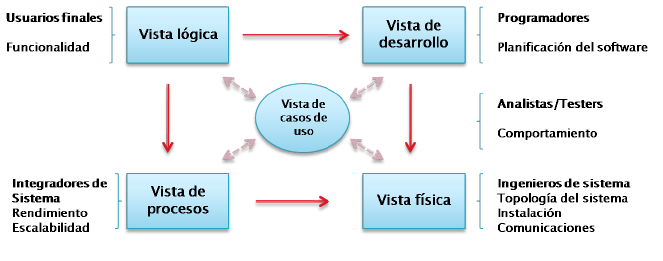 Usuarios finales
Funcionalidad
Vista lógica
Vista de
desarrollo
Programadores
Planificación del software
Vista de
casos de
uso
Analistas/Testers
Comportamiento
Integradores de
Sistema
Rendimiento
Escalabilidad
Vista de
procesos
Vista física
Ingenieros de sistema
Topología del sistema
Instalación
Comunicaciones